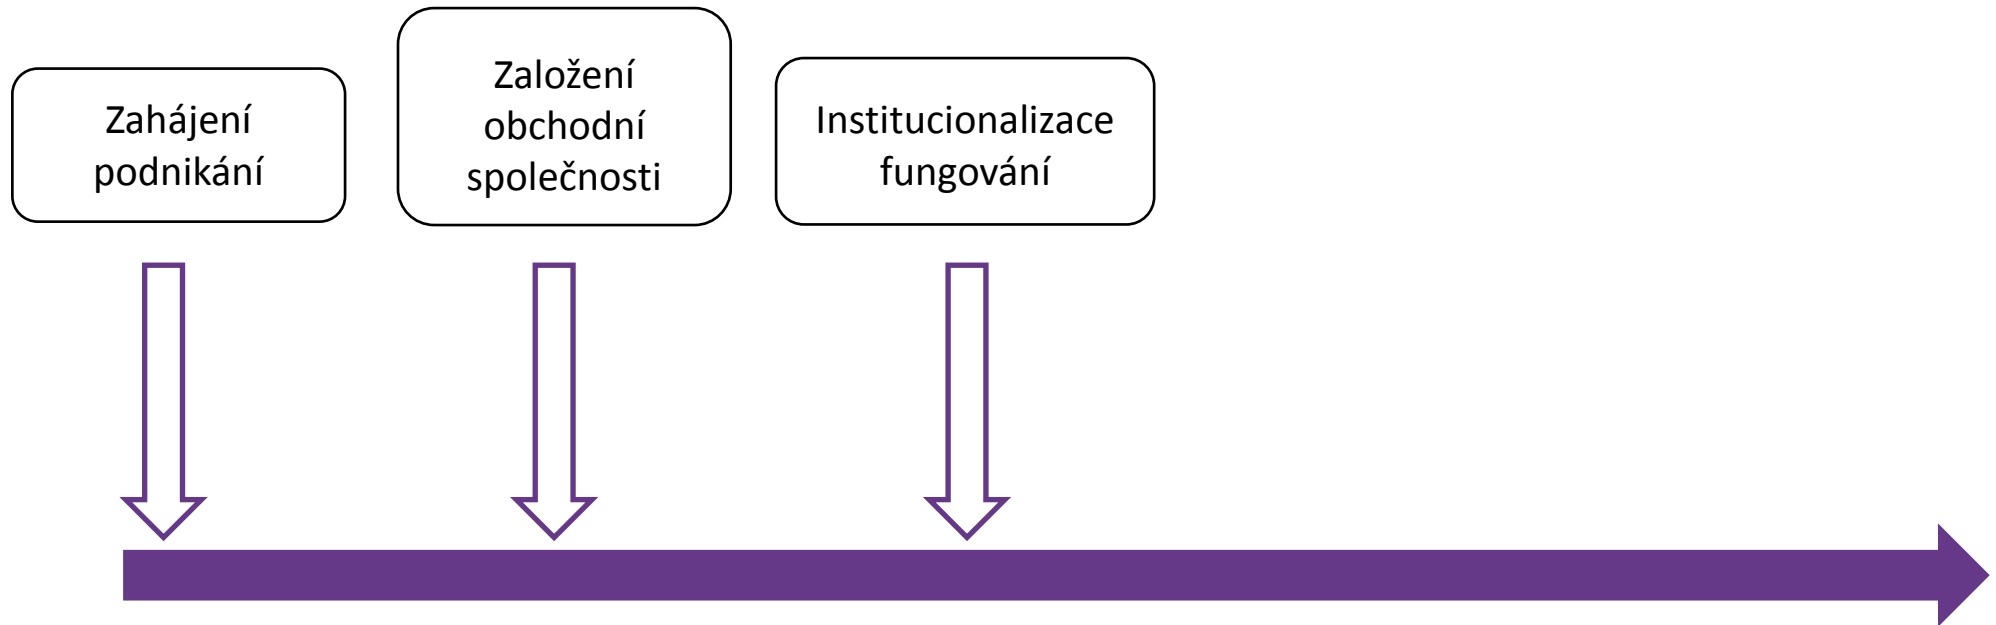 Zahájení
podnikání
Založení
obchodní
společnosti
Institucionalizace
fungování